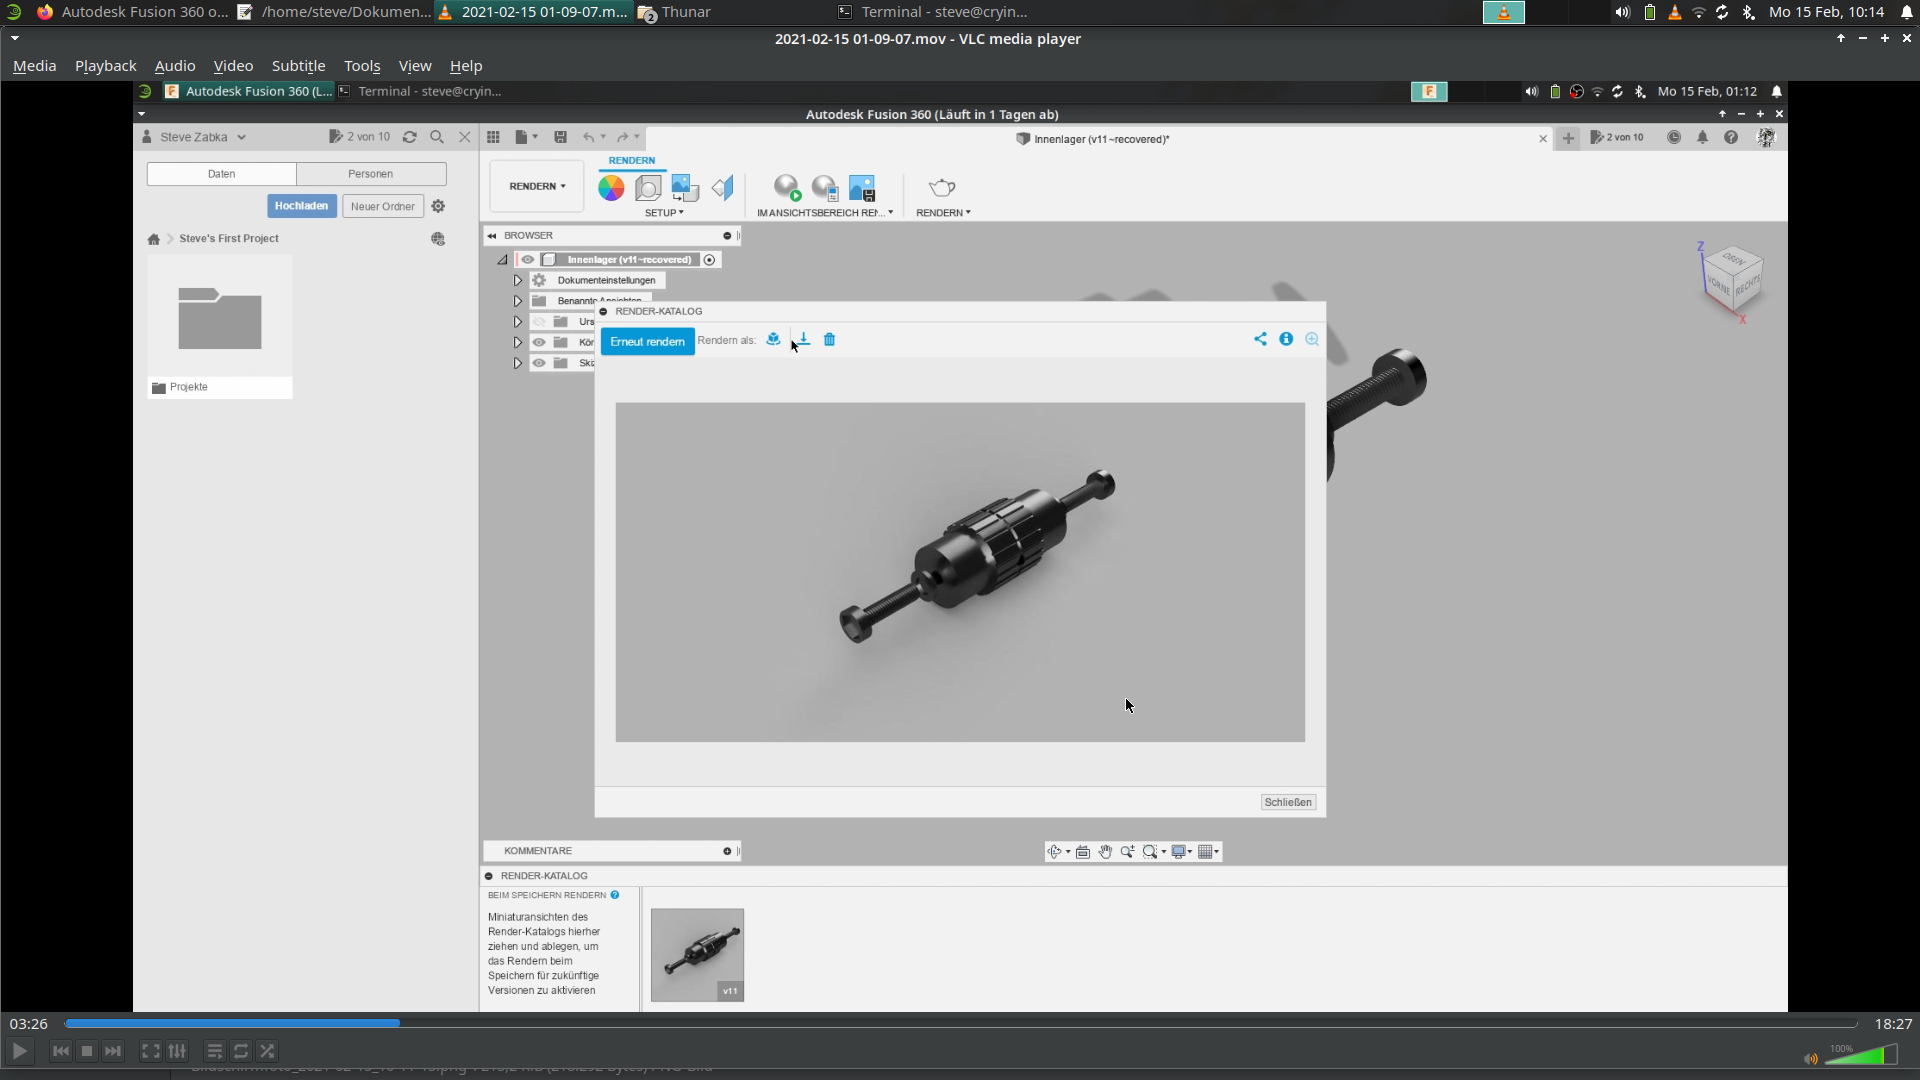 Autodesk Fusion 360 o...
/home/steve/Dokumen...
2021-02-15 01-09-07.m...
2
Thunar
Terminal - steve@cryin...
Mo 15 Feb, 10:14
2021-02-15 01-09-07.mov - VLC media player
Media Playback Audio Video Subtitle Tools View Help
Autodesk Fusion 360 (L...
Terminal - steve@cryin...
Mo 15 Feb, 01:12
Autodesk Fusion 360 (Läuft in 1 Tagen ab)
Steve Zabka
2 von 10
Innenlager (v11~recovered)*
2 von 10
Daten
Personen
Hochladen
Neuer Ordner
Steve's First Project
Projekte
RENDERN
RENDERN
SETUP
IM ANSICHTSBEREICH REN...
RENDERN
BROWSER
Innenlager (v11~recovered)
Dokumenteinstellungen
Benannte Ansichten
Urs
Kör
Skiz
Z
OBEN
VORNE
RECHTS
X
RENDER-KATALOG
Erneut rendern
Rendern als:
Schließen
KOMMENTARE
RENDER-KATALOG
BEIM SPEICHERN RENDERN
Miniaturansichten des
Render-Katalogs hierher
ziehen und ablegen, um
das Rendern beim
Speichern für zukünftige
Versionen zu aktivieren
v11
03:26
18:27
100%